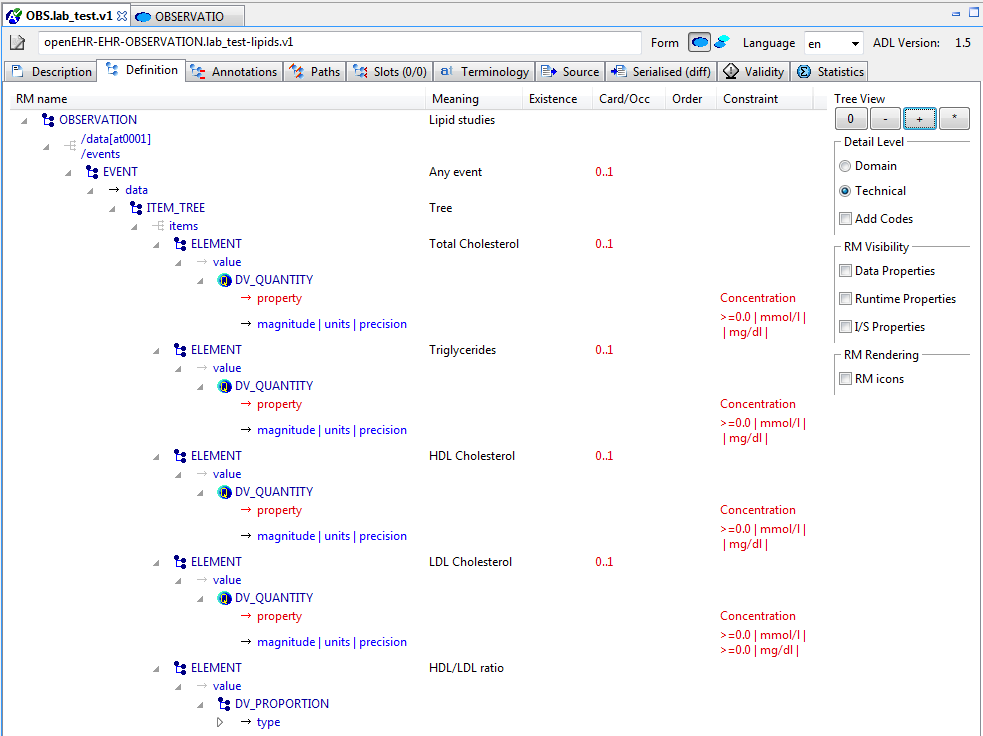 OBS.lab_test.v1 OBSERVATIO
openEHR-EHR-OBSERVATION.lab_test-lipids.v1 Form Language en ADL Version: 1.5
Description Definition Annotations Paths Slots (0/0) at Terminology Source Serialised (diff) Validity Statistics
RM name Meaning Existence Card/Occ Order Constraint Tree View
OBSERVATION Lipid studies 0 - + *
/data[at0001]
/events
EVENT Any event 0..1
→ data
ITEM_TREE Tree
items
ELEMENT Total Cholesterol 0..1
→ value
DV_QUANTITY
→ property Concentration
→ magnitude | units | precision >=0.0 | mmol/l |
| mg/dl |
ELEMENT Triglycerides 0..1
→ value
DV_QUANTITY
→ property Concentration
→ magnitude | units | precision >=0.0 | mmol/l |
| mg/dl |
ELEMENT HDL Cholesterol 0..1
→ value
DV_QUANTITY
→ property Concentration
→ magnitude | units | precision >=0.0 | mmol/l |
| mg/dl |
ELEMENT LDL Cholesterol 0..1
→ value
DV_QUANTITY
→ property Concentration
→ magnitude | units | precision >=0.0 | mmol/l |
>=0.0 | mg/dl |
ELEMENT HDL/LDL ratio
→ value
DV_PROPORTION
→ type
Detail Level
Domain
Technical
Add Codes
RM Visibility
Data Properties
Runtime Properties
I/S Properties
RM Rendering
RM icons